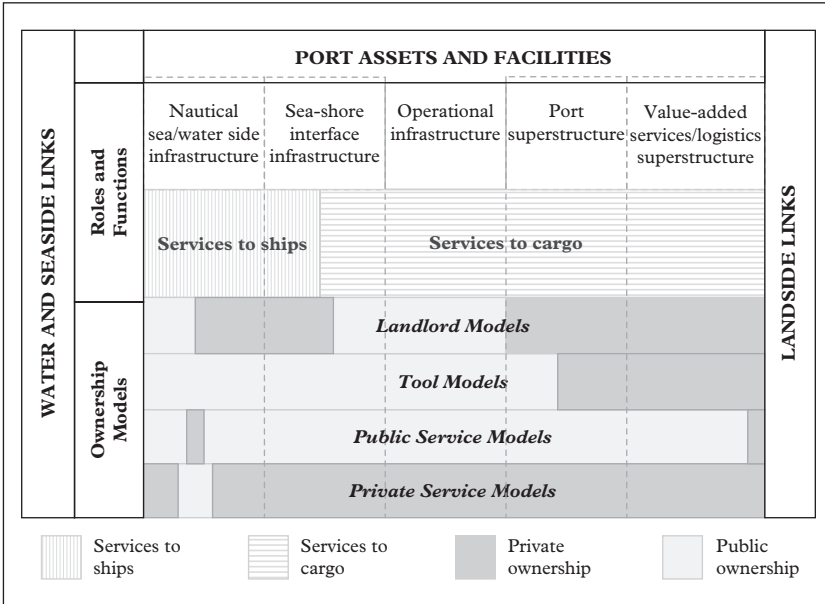 PORT ASSETS AND FACILITIES
WATER AND SEASIDE LINKS
Roles and
Functions
Nautical
sea/water side
infrastructure
Sea-shore
interface
infrastructure
Operational
infrastructure
Port
superstructure
Value-added
services/logistics
superstructure
LANDSIDE LINKS
Services to ships
Services to cargo
Ownership
Models
Landlord Models
Tool Models
Public Service Models
Private Service Models
Services to
ships
Services to
cargo
Private
ownership
Public
ownership